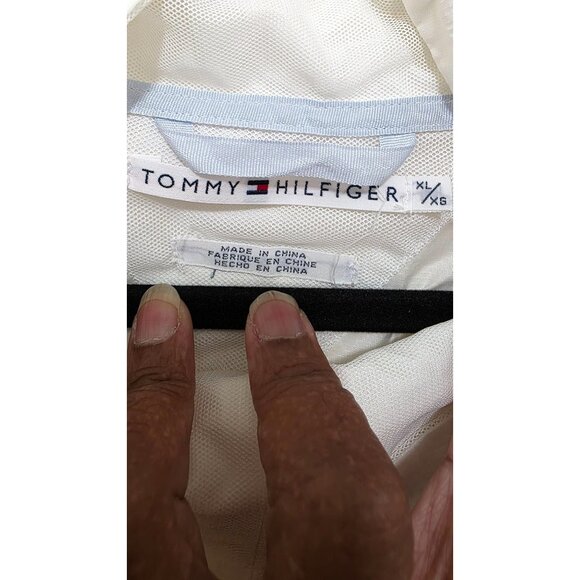 TOMMY HILFIGER
XL/XG
MADE IN CHINA
FABRIQUE EN CHINE
HECHO EN CHINA